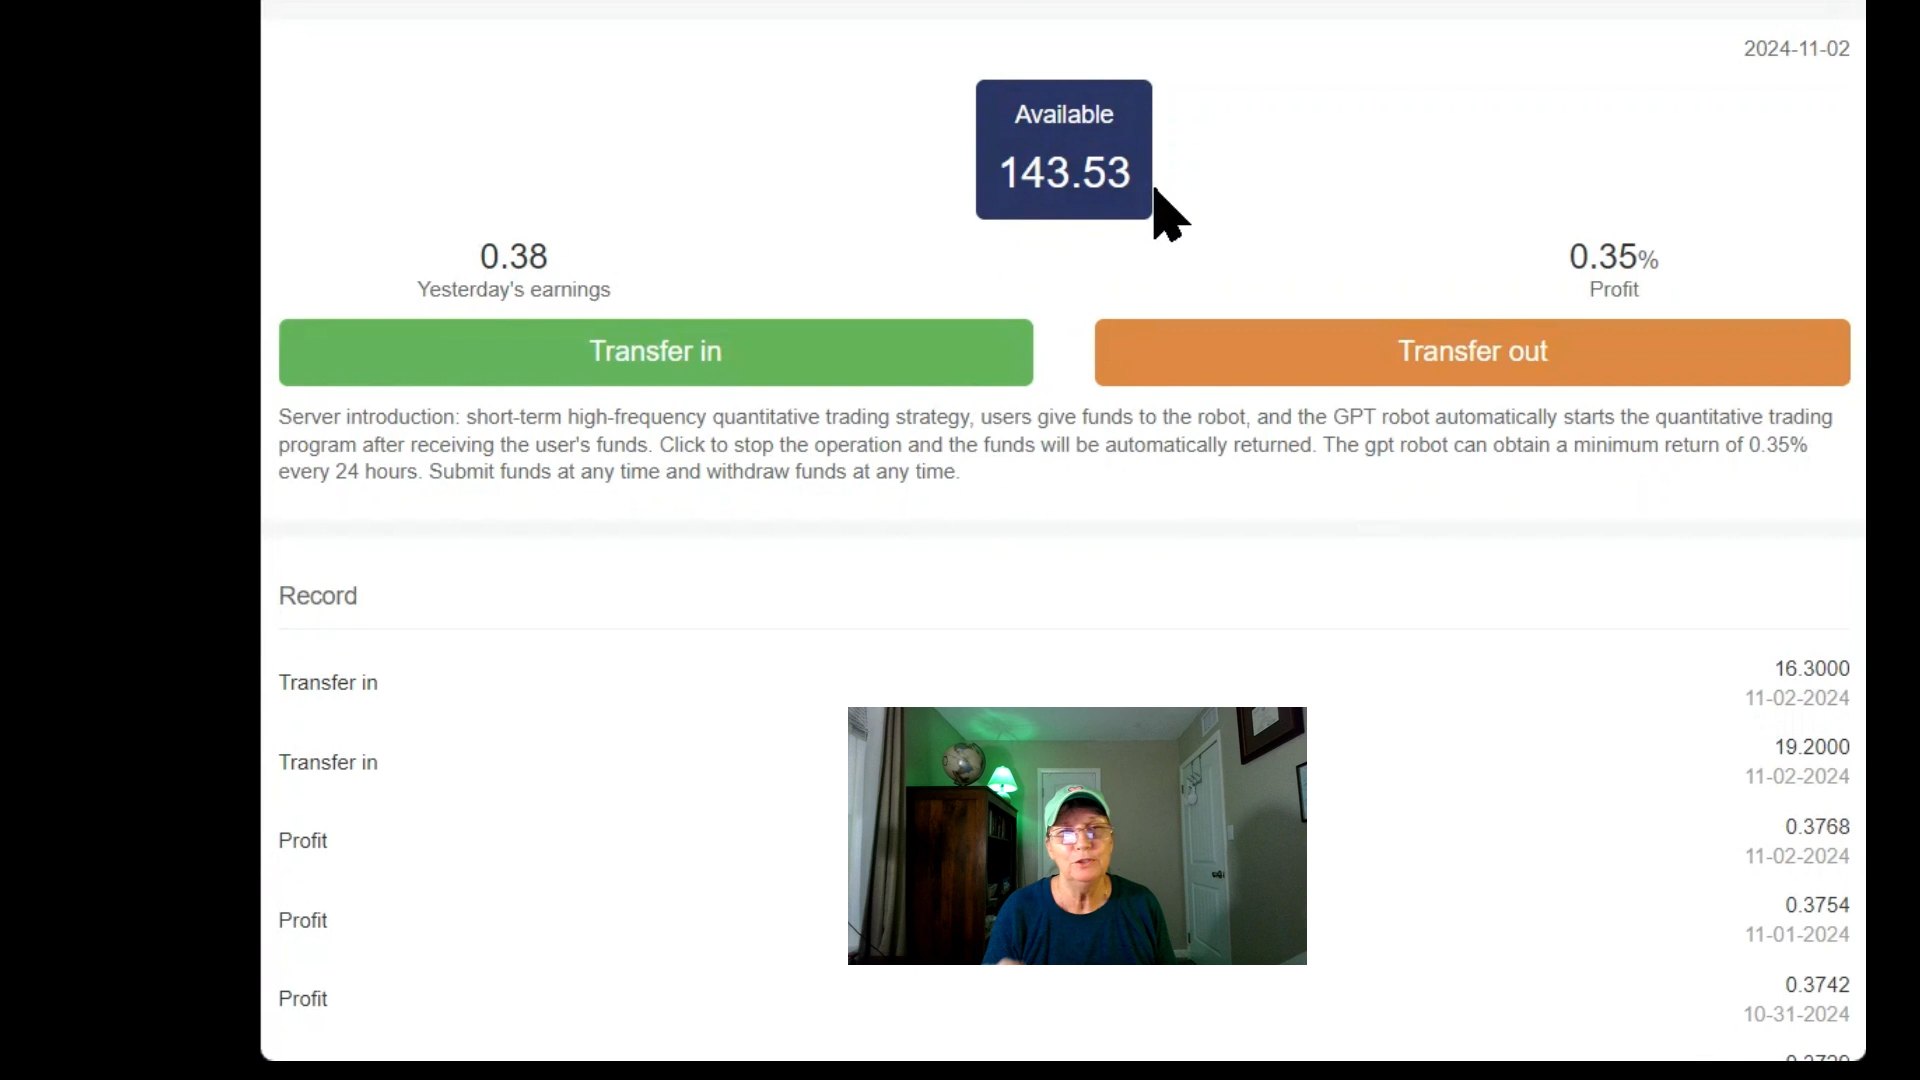 2024-11-02
Available
143.53
0.38
Yesterday's earnings
0.35%
Profit
Transfer in
Transfer out
Server introduction: short-term high-frequency quantitative trading strategy, users give funds to the robot, and the GPT robot automatically starts the quantitative trading
program after receiving the user's funds. Click to stop the operation and the funds will be automatically returned. The gpt robot can obtain a minimum return of 0.35%
every 24 hours. Submit funds at any time and withdraw funds at any time.
Record
Transfer in
16.3000
11-02-2024
Transfer in
19.2000
11-02-2024
Profit
0.3768
11-02-2024
Profit
0.3754
11-01-2024
Profit
0.3742
10-31-2024